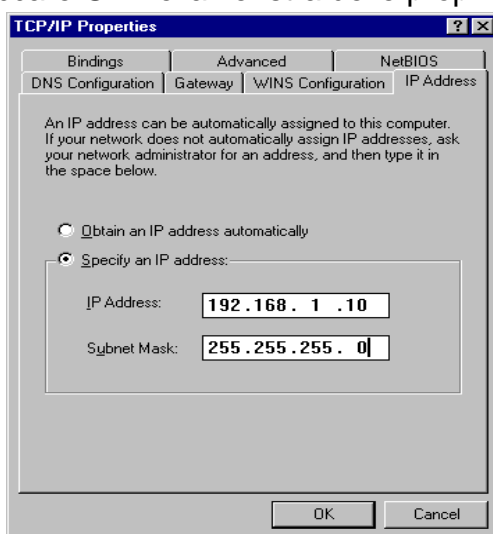 TCP/IP Properties
? ×
Bindings Advanced NetBIOS
DNS Configuration Gateway WINS Configuration IP Address
An IP address can be automatically assigned to this computer.
If your network does not automatically assign IP addresses, ask
your network administrator for an address, and then type it in
the space below.
Obtain an IP address automatically
Specify an IP address:
IP Address: 192.168. 1 .10
Subnet Mask: 255.255.255. 0
OK Cancel